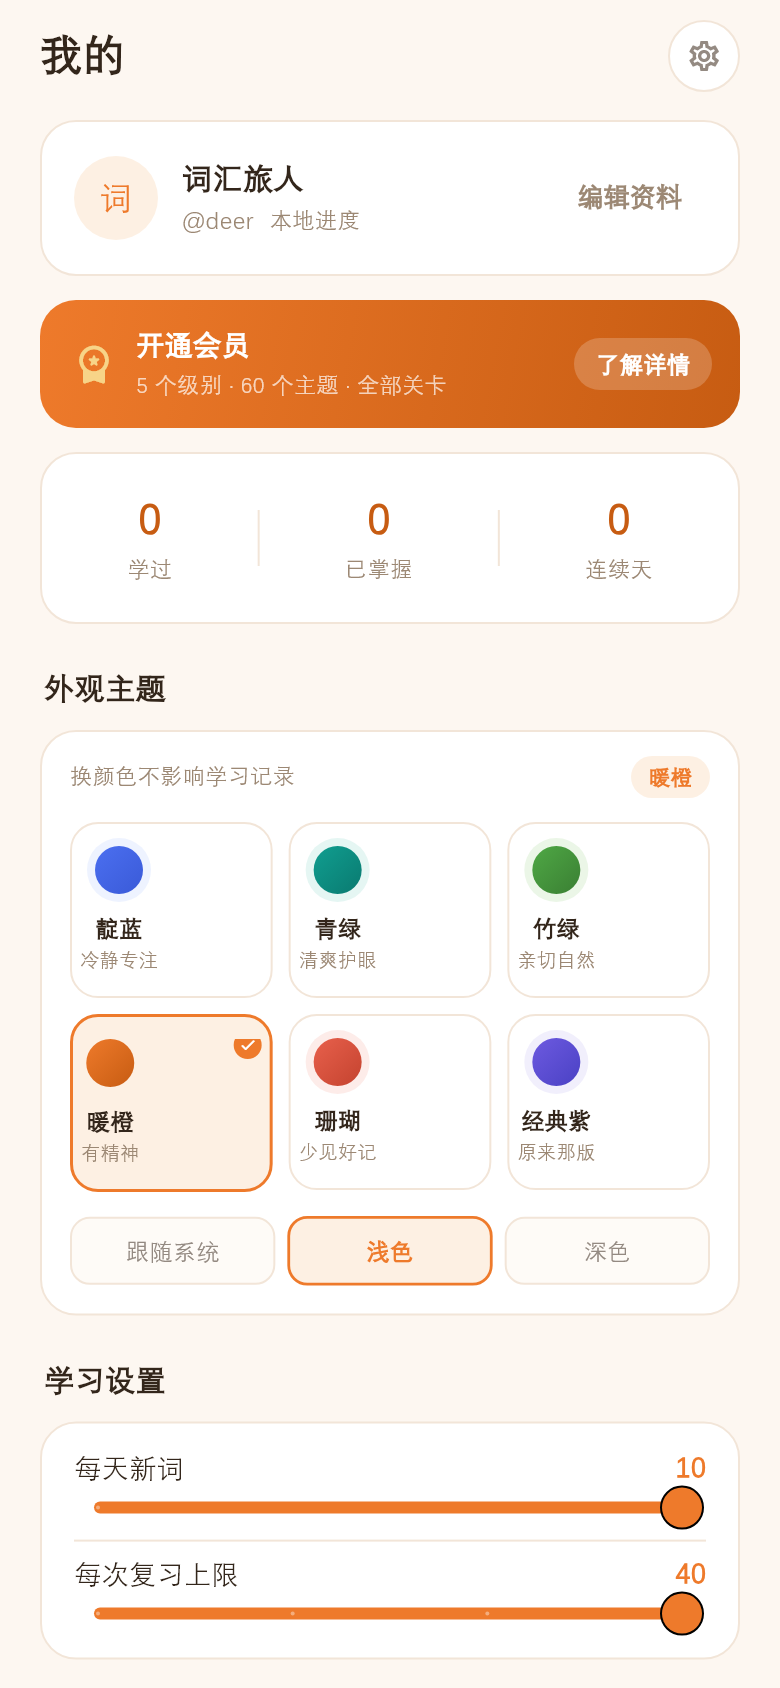 我的
词
词汇旅人
@deer 本地进度
编辑资料
开通会员
5 个级别 · 60 个主题 · 全部关卡
了解详情
0 0 0
学过 已掌握 连续天
外观主题
换颜色不影响学习记录
暖橙
靛蓝 青绿 竹绿
冷静专注 清爽护眼 亲切自然
暖橙 珊瑚 经典紫
有精神 少见好记 原来那版
跟随系统 浅色 深色
学习设置
每天新词 10
每次复习上限 40